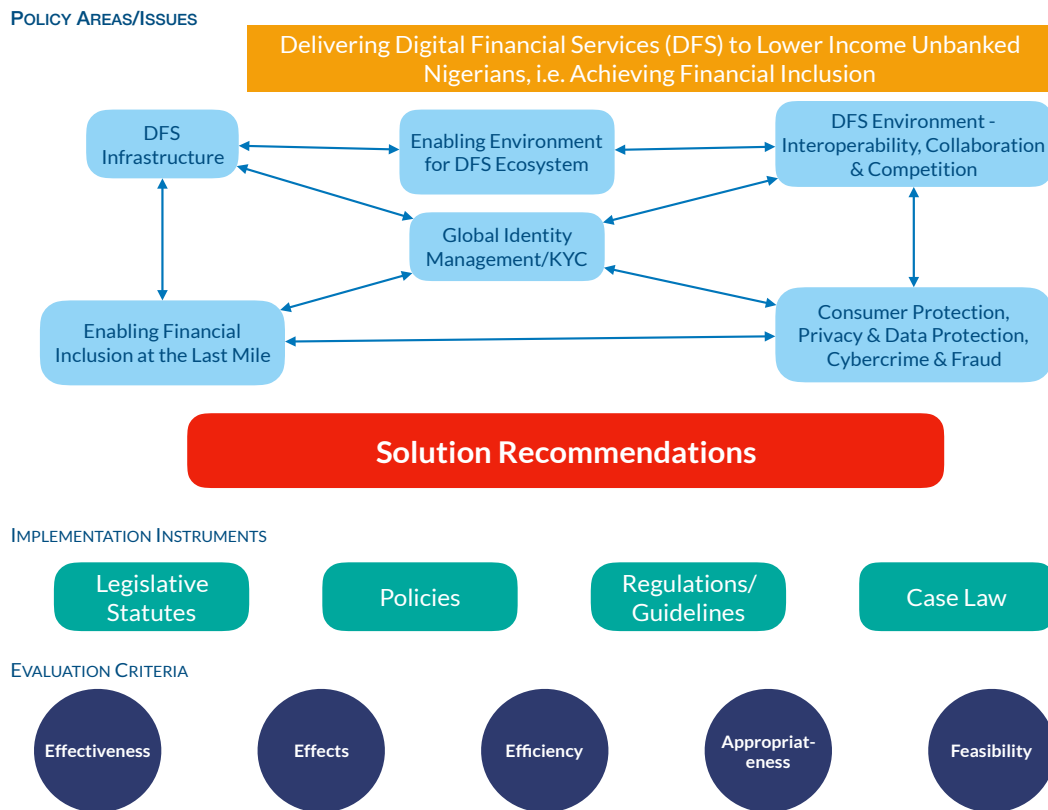 POLICY AREAS/ISSUES
Delivering Digital Financial Services (DFS) to Lower Income Unbanked
Nigerians, i.e. Achieving Financial Inclusion
DFS
Infrastructure
Enabling Environment
for DFS Ecosystem
DFS Environment -
Interoperability, Collaboration
& Competition
Global Identity
Management/KYC
Enabling Financial
Inclusion at the Last Mile
Consumer Protection,
Privacy & Data Protection,
Cybercrime & Fraud
Solution Recommendations
IMPLEMENTATION INSTRUMENTS
Legislative
Statutes
Policies
Regulations/
Guidelines
Case Law
EVALUATION CRITERIA
Effectiveness
Effects
Efficiency
Appropriat-
eness
Feasibility